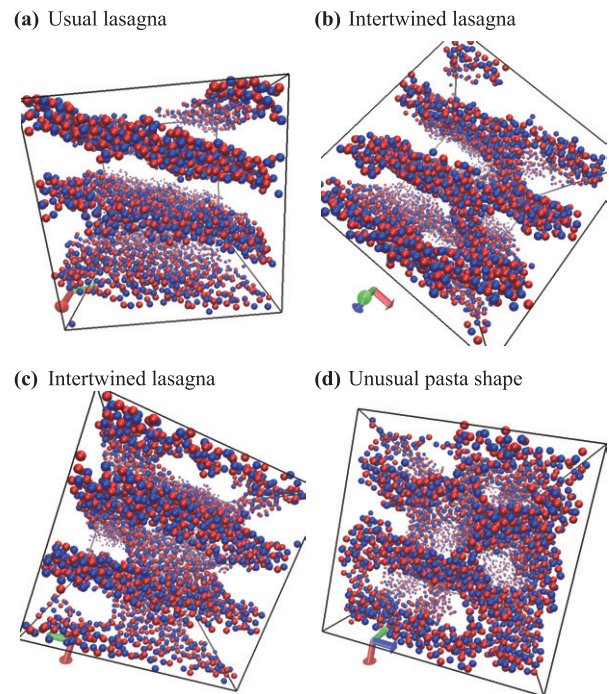 (a) Usual lasagna
(b) Intertwined lasagna
(c) Intertwined lasagna
(d) Unusual pasta shape